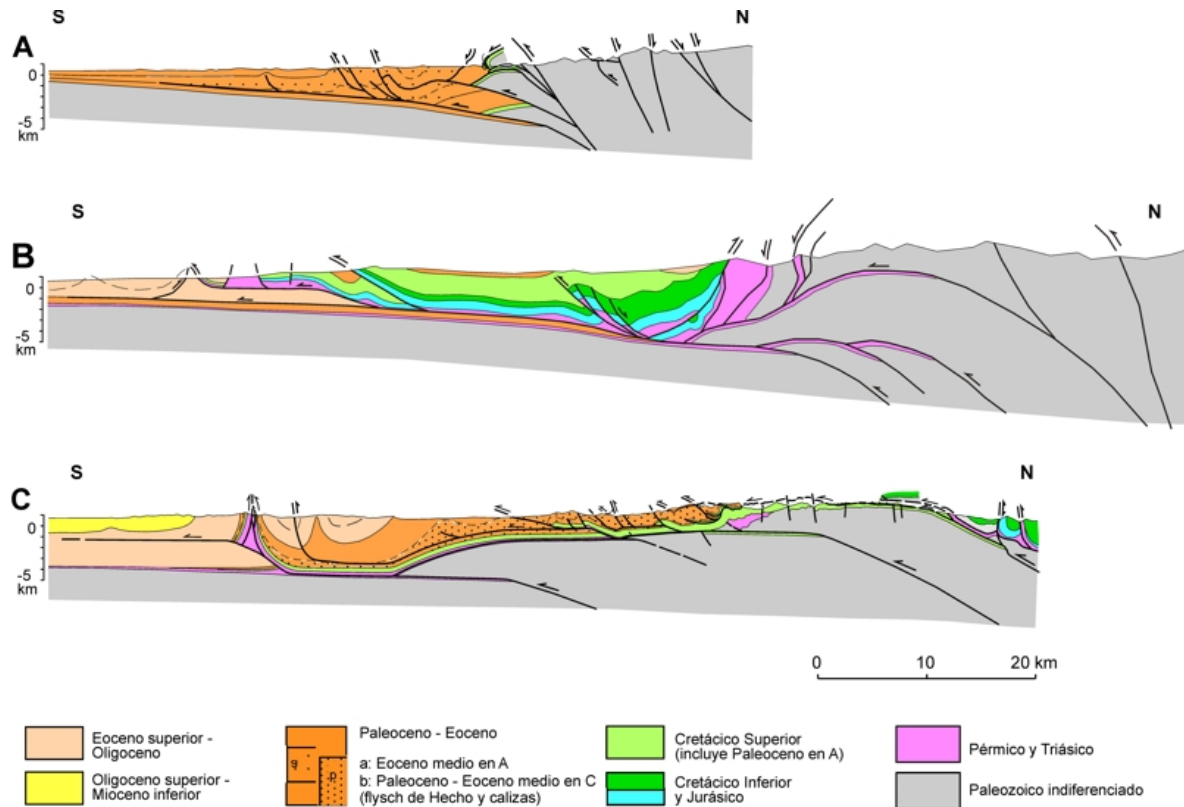 S N
A
0
-5
km
S N
B
0
-5
km
S N
C
0
-5
km
0 10 20 km
Eoceno superior -
Oligoceno
Oligoceno superior -
Mioceno inferior
Paleoceno - Eoceno
a: Eoceno medio en A
b: Paleoceno - Eoceno medio en C
(flysch de Hecho y calizas)
Cretácico Superior
(incluye Paleoceno en A)
Cretácico Inferior
y Jurásico
Pérmico y Triásico
Paleozoico indiferenciado